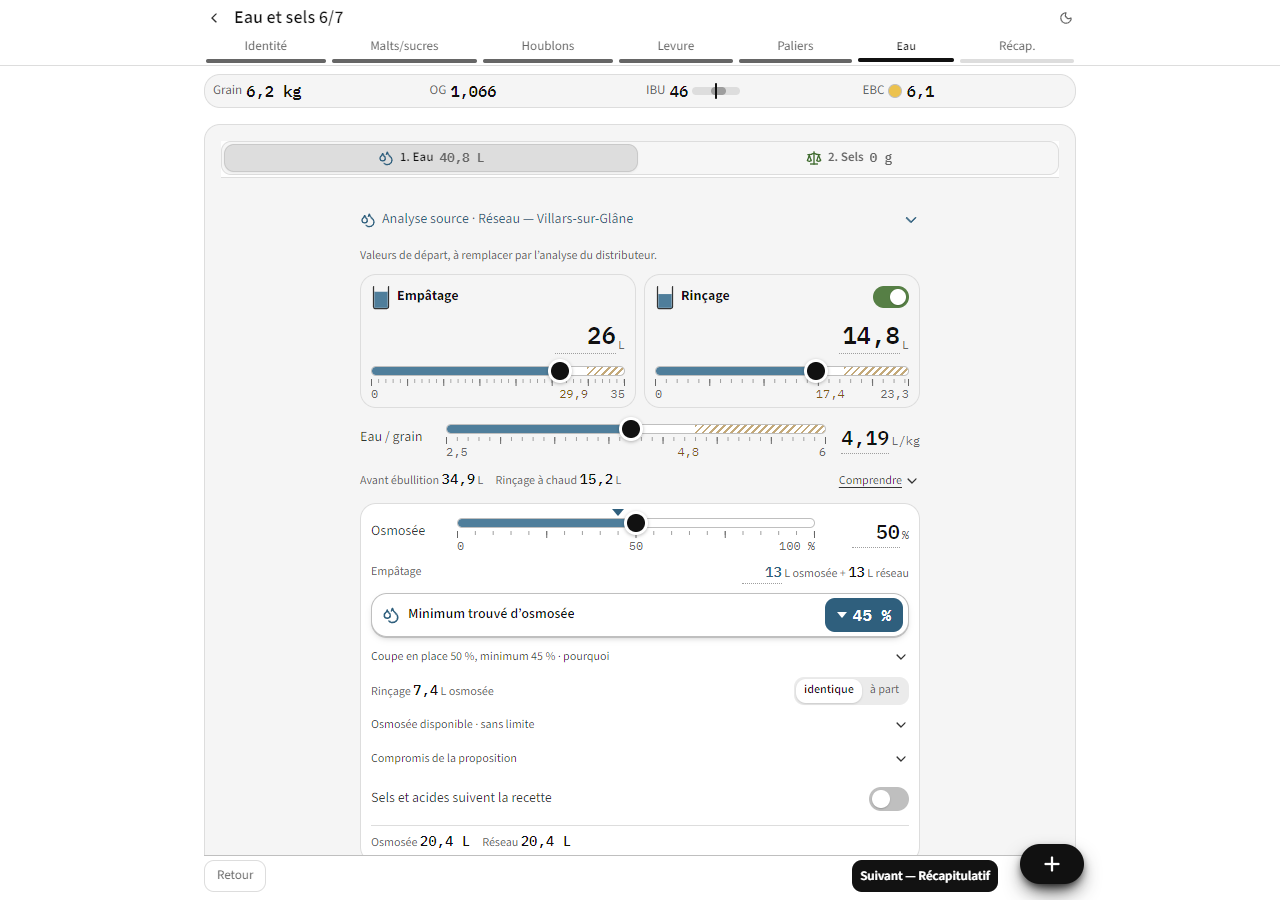 Eau et sels 6/7
Identité Malts/sucres Houblons Levure Paliers Eau Récap.
Grain 6,2 kg OG 1,066 IBU 46 EBC 6,1
1. Eau 40,8 L 2. Sels 0 g
Analyse source · Réseau — Villars-sur-Glâne
Valeurs de départ, à remplacer par l’analyse du distributeur.
Empâtage Rinçage
26 L 14,8 L
0 29,9 35 0 17,4 23,3
Eau / grain 4,19 L/kg
2,5 4,8 6
Avant ébullition 34,9 L Rinçage à chaud 15,2 L Comprendre
Osmosée 50 %
0 50 100 %
Empâtage 13 L osmosée + 13 L réseau
Minimum trouvé d’osmosée 45 %
Coupe en place 50 %, minimum 45 % · pourquoi
Rinçage 7,4 L osmosée identique à part
Osmosée disponible · sans limite
Compromis de la proposition
Sels et acides suivent la recette
Osmosée 20,4 L Réseau 20,4 L
Retour Suivant — Récapitulatif +